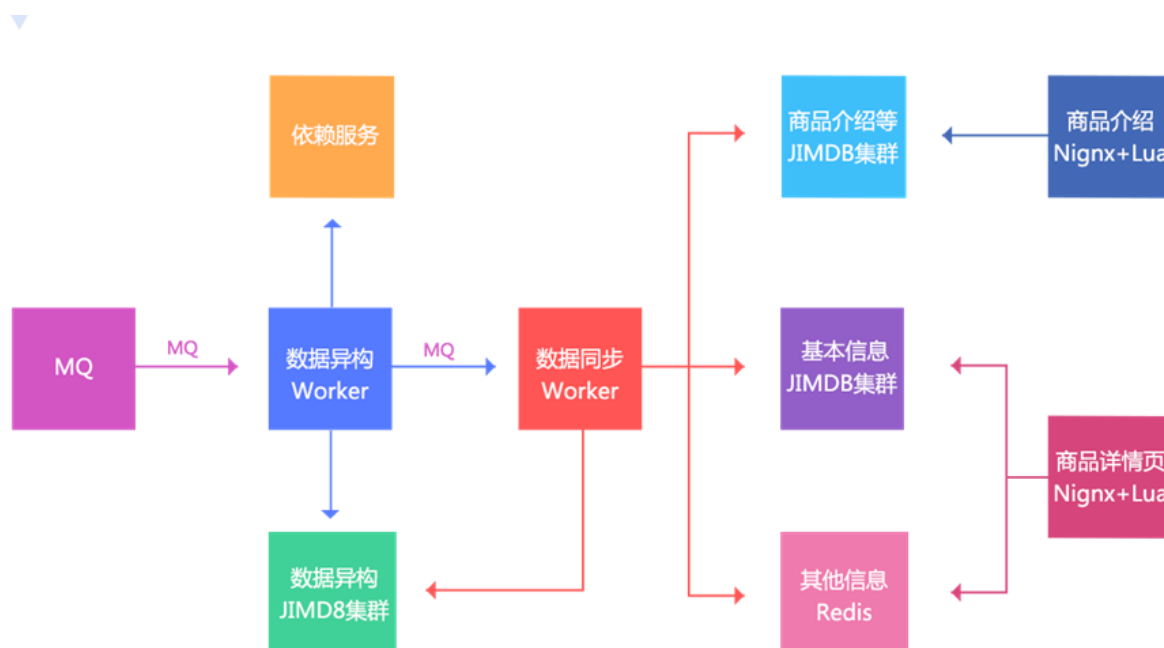 依赖服务
商品介绍等
JIMDB集群
商品介绍
Nignx+Lua
MQ
MQ
数据异构
Worker
MQ
数据同步
Worker
基本信息
JIMDB集群
商品详情页
Nignx+Lua
数据异构
JIMD8集群
其他信息
Redis